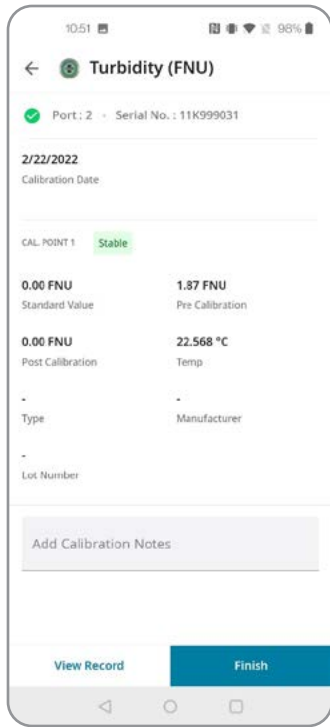 10:51 98%
Turbidity (FNU)
Port: 2 - Serial No. : 11K999031
2/22/2022
Calibration Date
CAL. POINT 1 Stable
0.00 FNU 1.87 FNU
Standard Value Pre Calibration
0.00 FNU 22.568 °C
Post Calibration Temp
- -
Type Manufacturer
-
Lot Number
Add Calibration Notes
View Record Finish